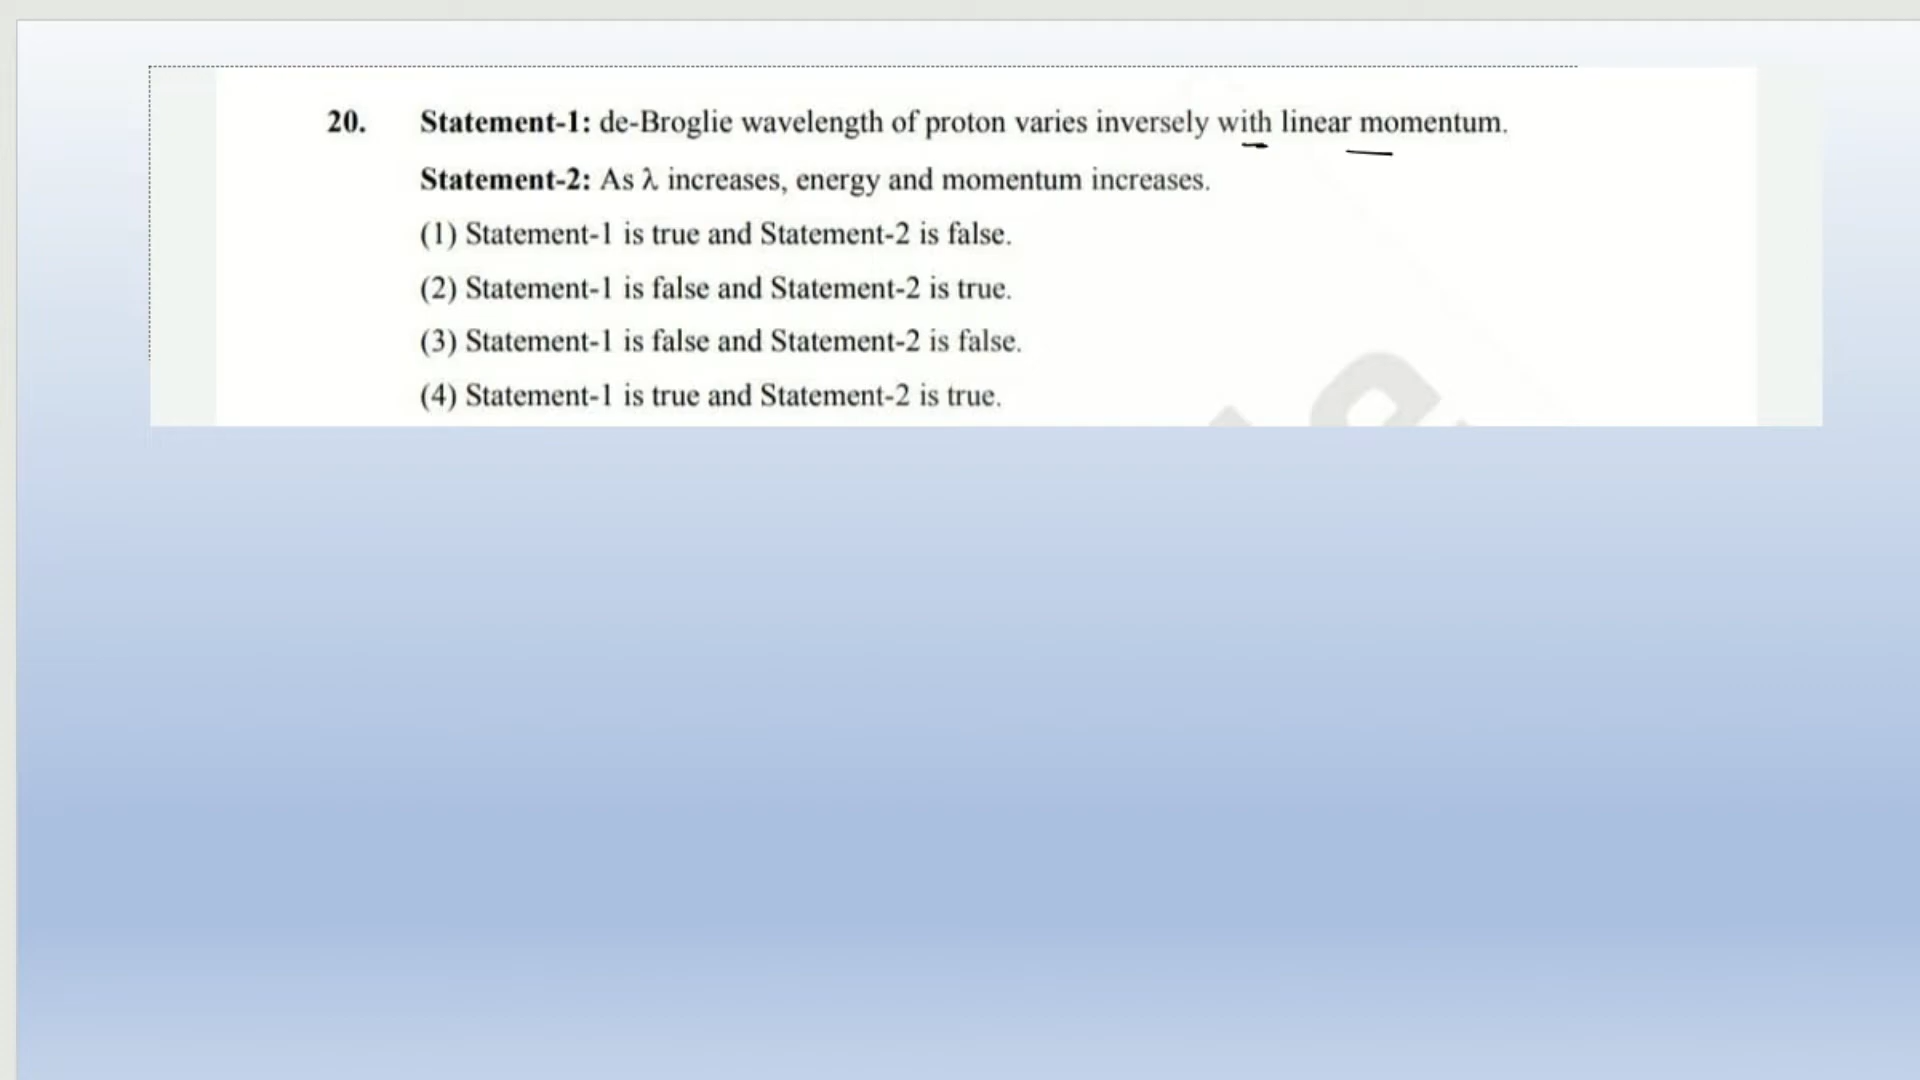 20. Statement-1: de-Broglie wavelength of proton varies inversely with linear momentum.
Statement-2: As λ increases, energy and momentum increases.
(1) Statement-1 is true and Statement-2 is false.
(2) Statement-1 is false and Statement-2 is true.
(3) Statement-1 is false and Statement-2 is false.
(4) Statement-1 is true and Statement-2 is true.